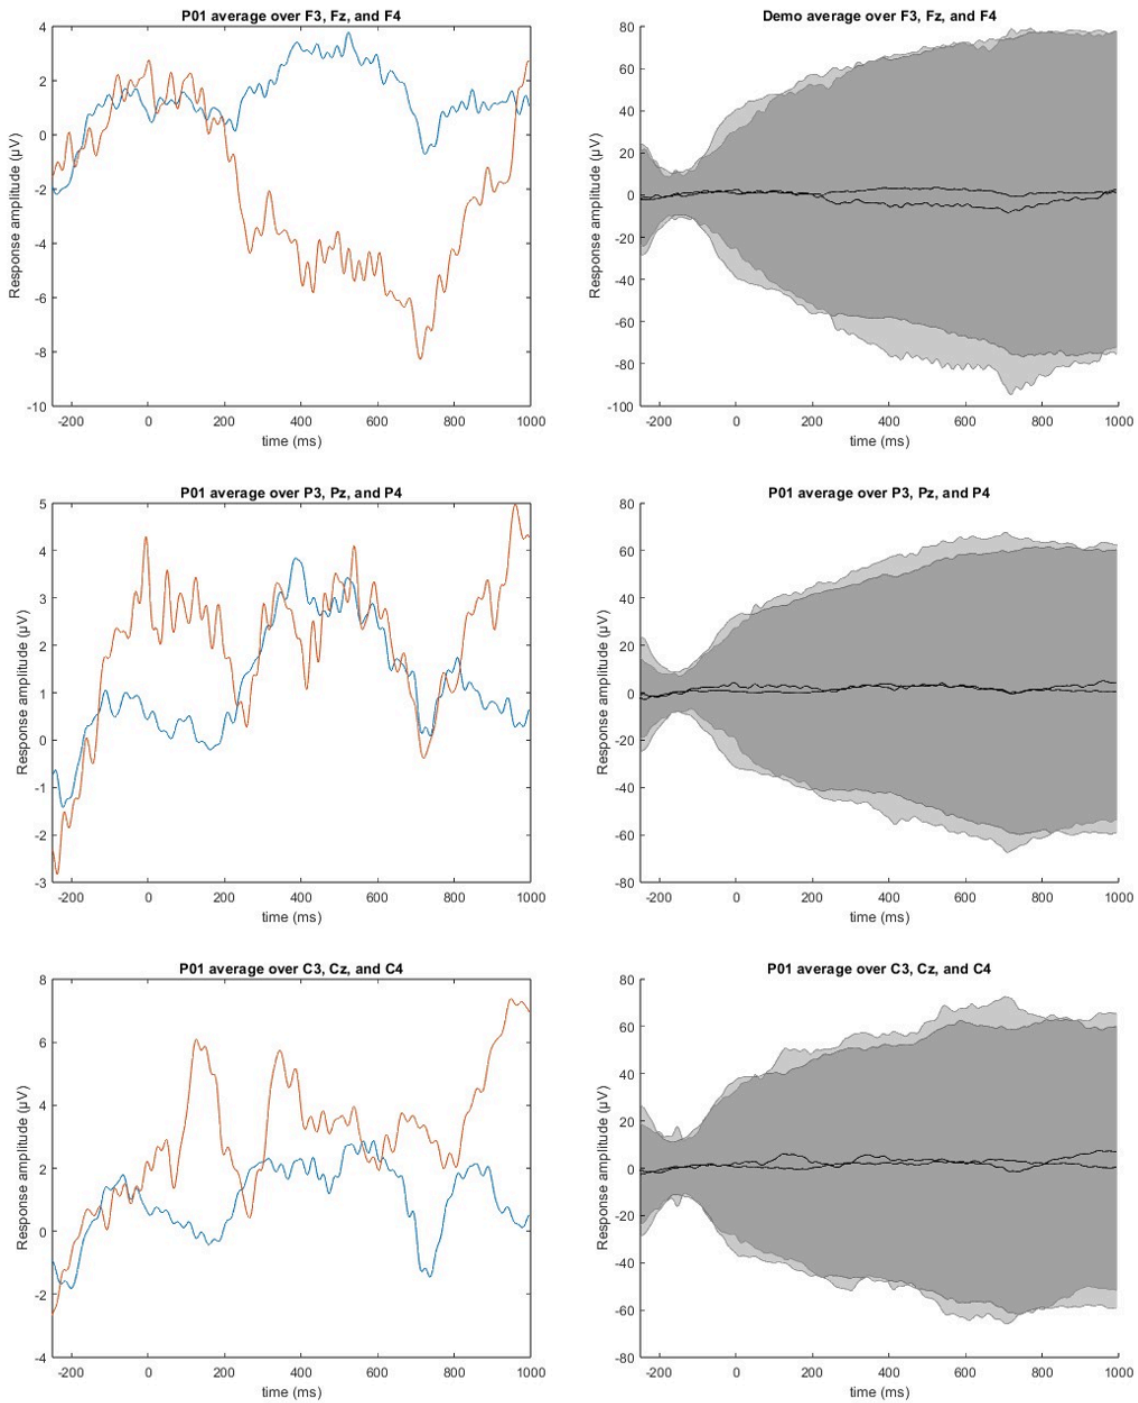 P01 average over F3, Fz, and F4
4
2
0
-2
-4
-6
-8
-10
-200 0 200 400 600 800 1000
time (ms)
Response amplitude (µV)
Demo average over F3, Fz, and F4
80
60
40
20
0
-20
-40
-60
-80
-100
-200 0 200 400 600 800 1000
time (ms)
Response amplitude (µV)
P01 average over P3, Pz, and P4
5
4
3
2
1
0
-1
-2
-3
-200 0 200 400 600 800 1000
time (ms)
Response amplitude (µV)
P01 average over P3, Pz, and P4
80
60
40
20
0
-20
-40
-60
-80
-200 0 200 400 600 800 1000
time (ms)
Response amplitude (µV)
P01 average over C3, Cz, and C4
8
6
4
2
0
-2
-4
-200 0 200 400 600 800 1000
time (ms)
Response amplitude (µV)
P01 average over C3, Cz, and C4
80
60
40
20
0
-20
-40
-60
-80
-200 0 200 400 600 800 1000
time (ms)
Response amplitude (µV)